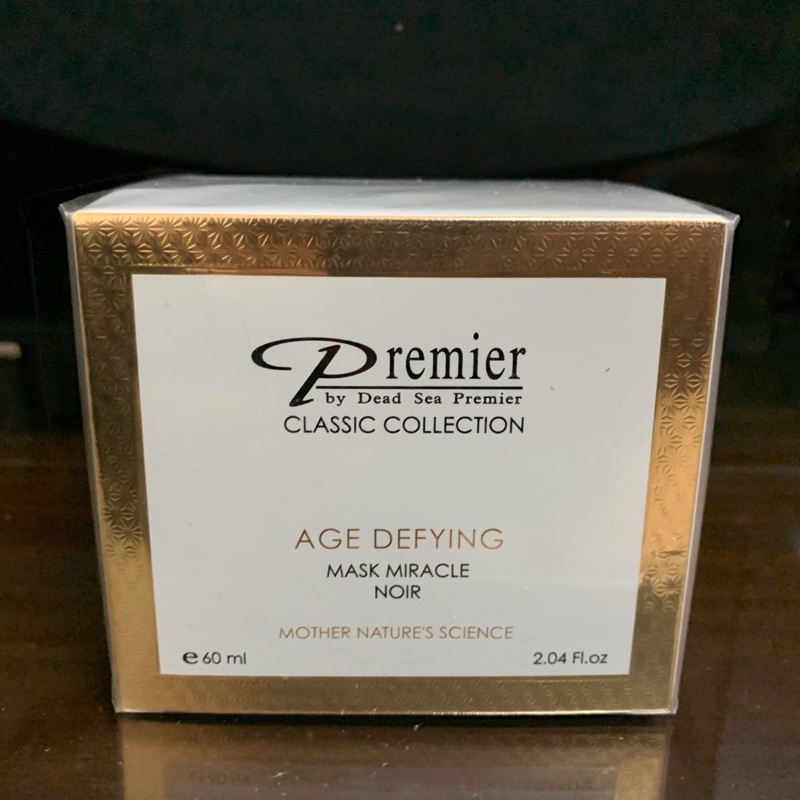 Premier
by Dead Sea Premier
CLASSIC COLLECTION
AGE DEFYING
MASK MIRACLE
NOIR
MOTHER NATURE'S SCIENCE
℮ 60 ml 2.04 Fl.oz